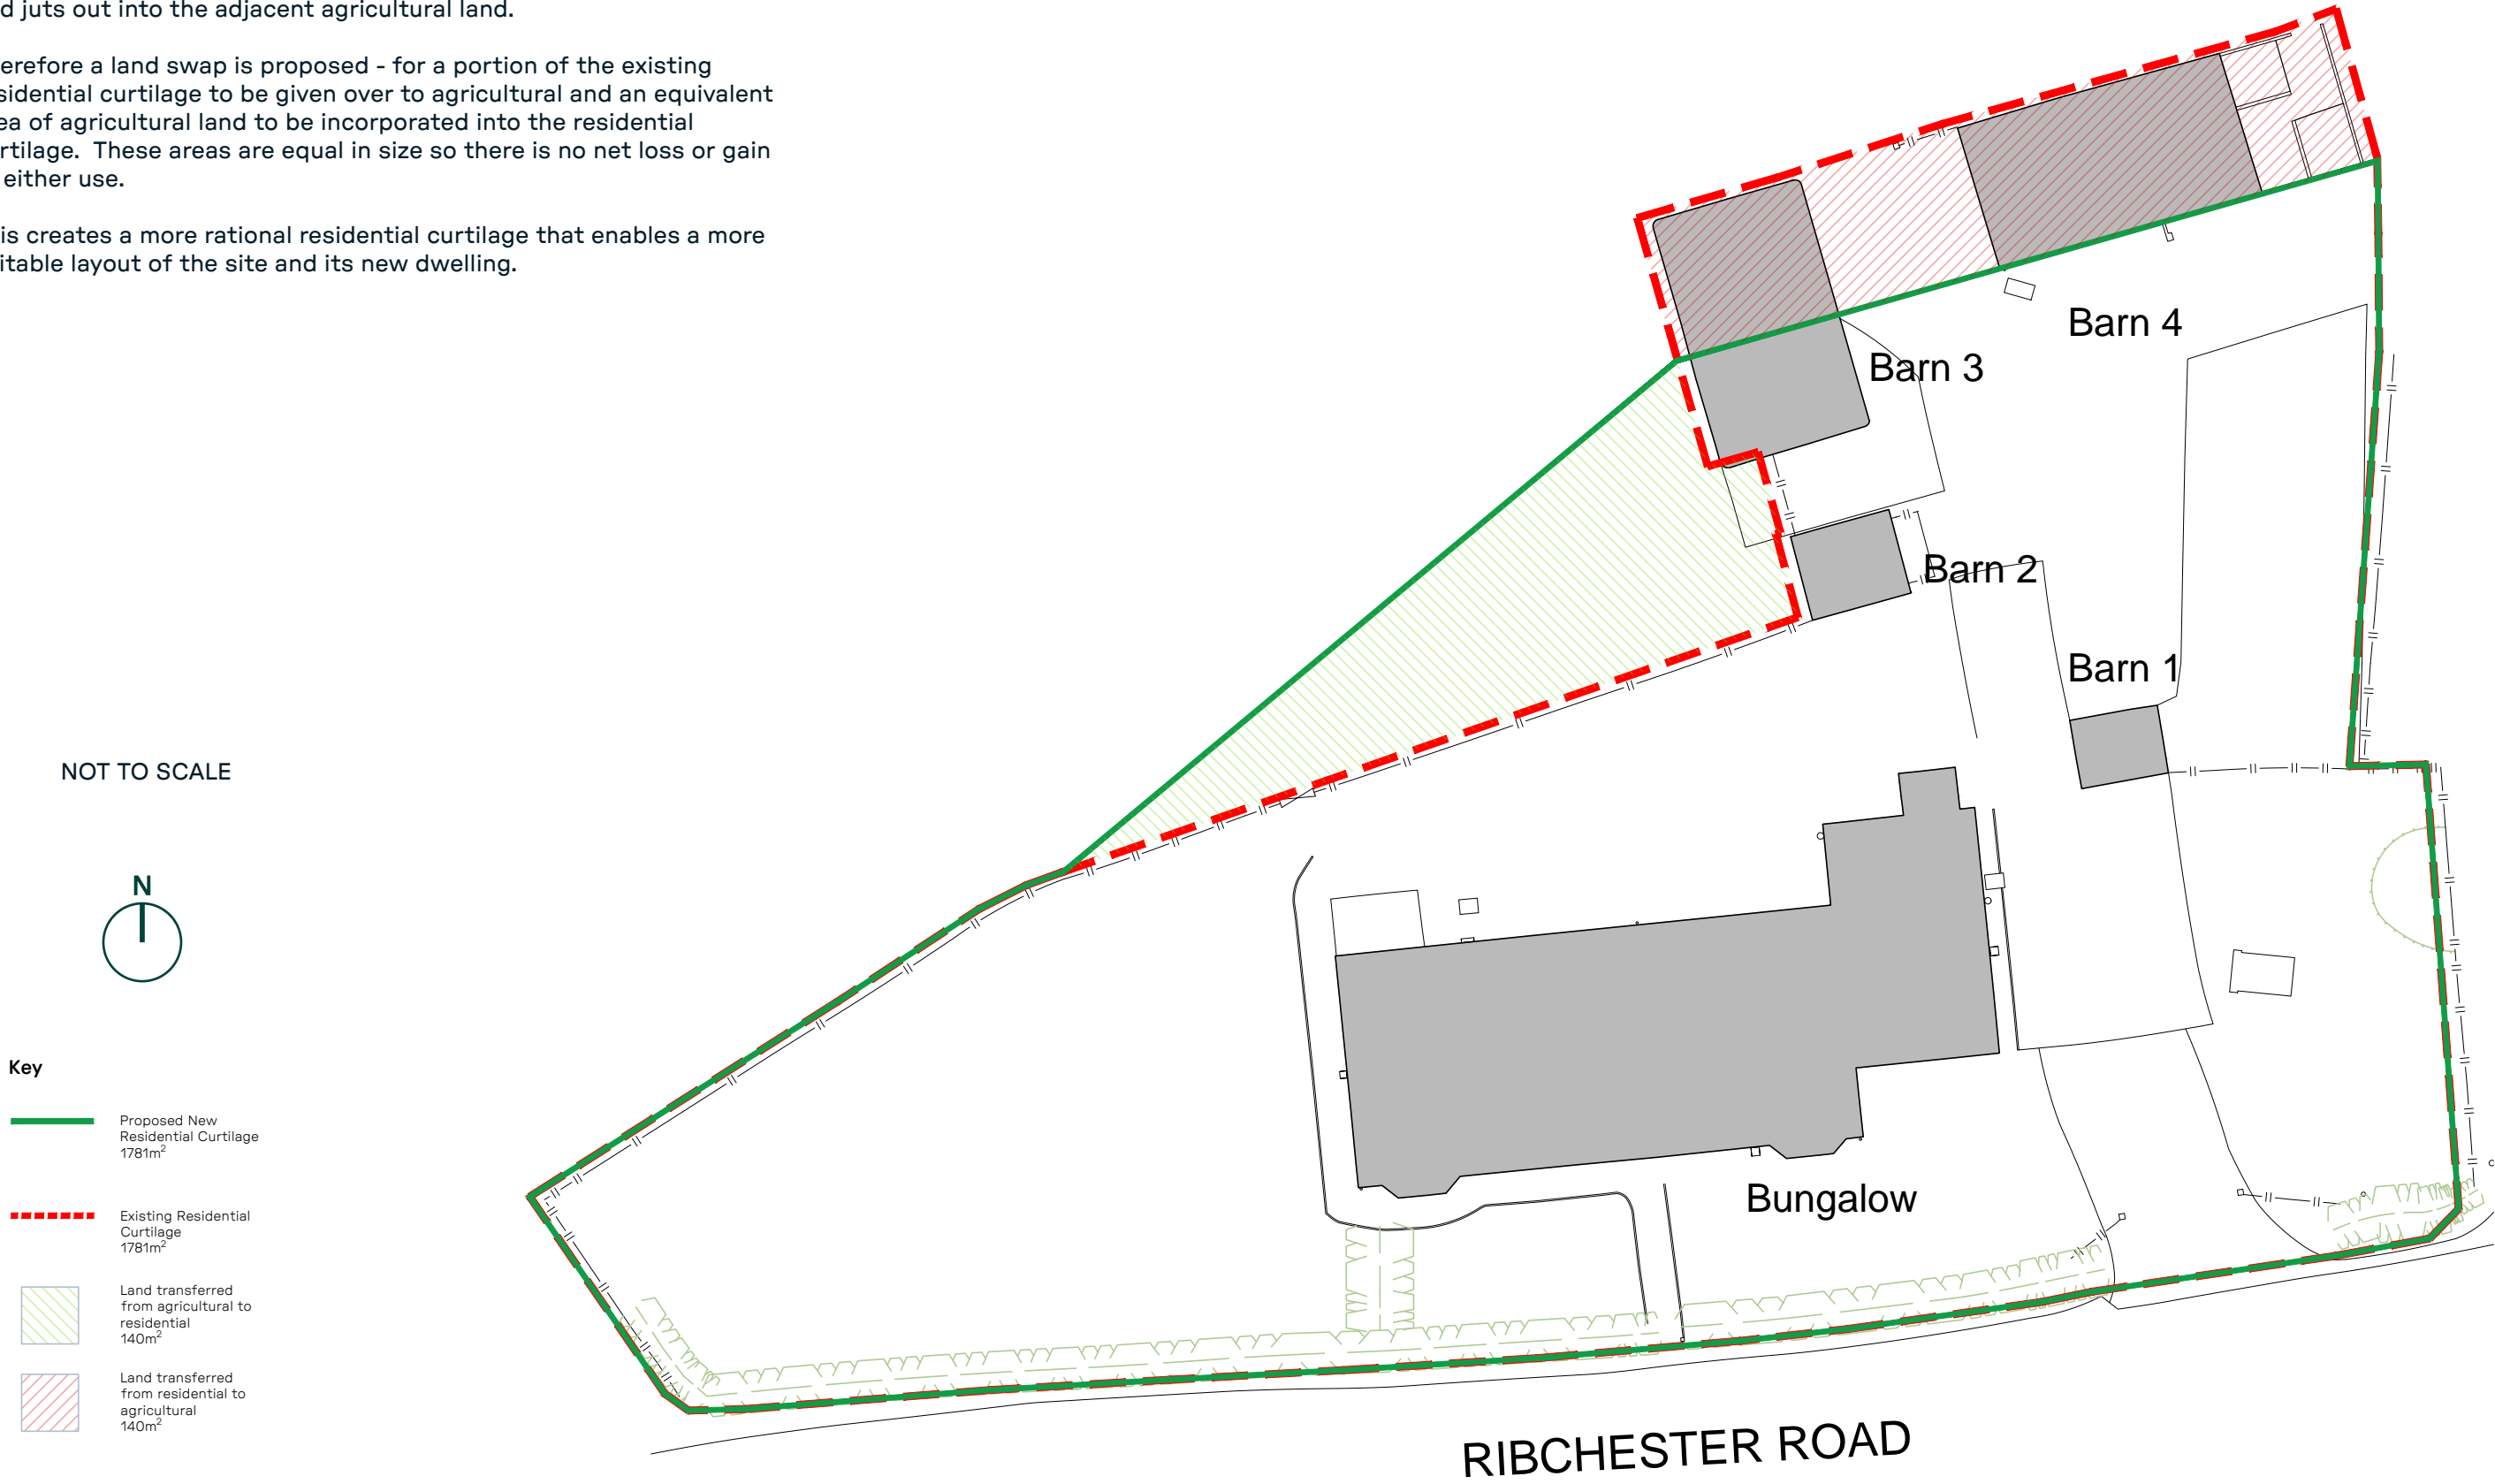 d juts out into the adjacent agricultural land.
erefore a land swap is proposed - for a portion of the existing
sidential curtilage to be given over to agricultural and an equivalent
ea of agricultural land to be incorporated into the residential
rtilage. These areas are equal in size so there is no net loss or gain
either use.
is creates a more rational residential curtilage that enables a more
itable layout of the site and its new dwelling.
Barn 4
Barn 3
Barn 2
Barn 1
NOT TO SCALE
N
Key
Proposed New
Residential Curtilage
1781m²
Existing Residential
Curtilage
1781m²
Land transferred
from agricultural to
residential
140m²
Land transferred
from residential to
agricultural
140m²
Bungalow
RIBCHESTER ROAD